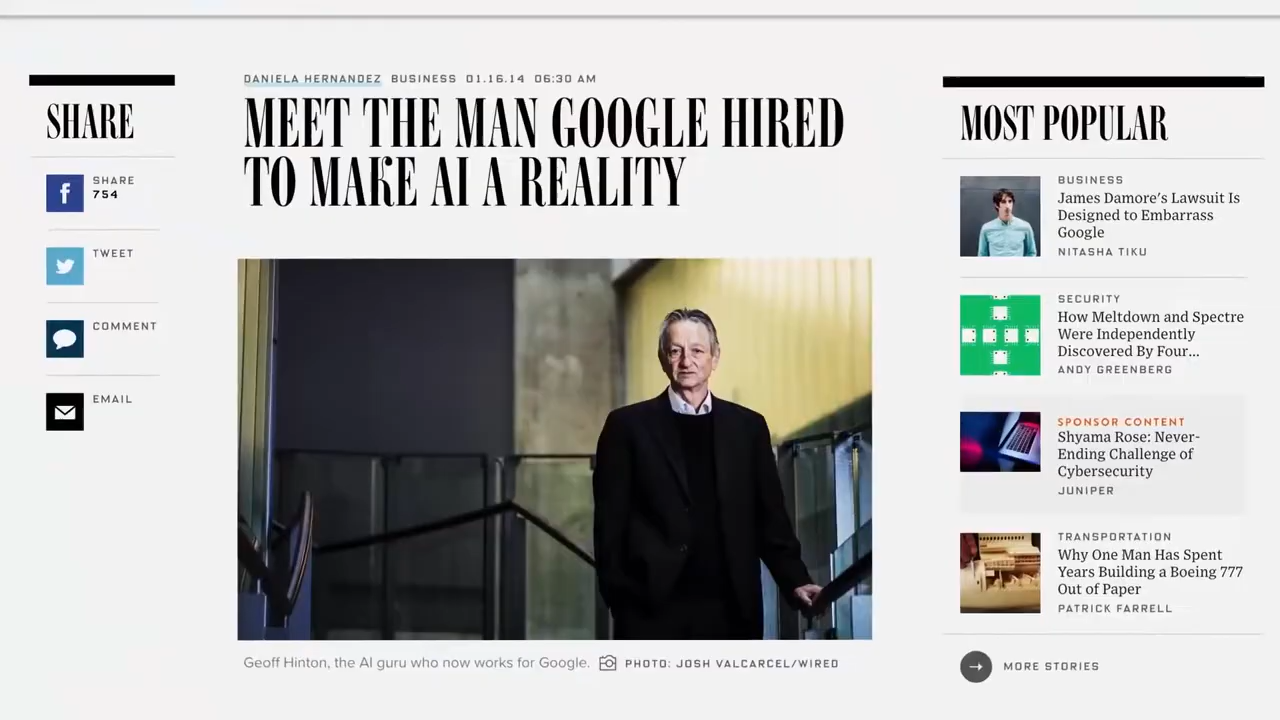 SHARE
SHARE
754
TWEET
COMMENT
EMAIL
DANIELA HERNANDEZ BUSINESS 01.16.14 06:30 AM
MEET THE MAN GOOGLE HIRED
TO MAKE AI A REALITY
Geoff Hinton, the AI guru who now works for Google. PHOTO: JOSH VALCARCEL/WIRED
MOST POPULAR
BUSINESS
James Damore's Lawsuit Is
Designed to Embarrass
Google
NITASHA TIKU
SECURITY
How Meltdown and Spectre
Were Independently
Discovered By Four...
ANDY GREENBERG
SPONSOR CONTENT
Shyama Rose: Never-
Ending Challenge of
Cybersecurity
JUNIPER
TRANSPORTATION
Why One Man Has Spent
Years Building a Boeing 777
Out of Paper
PATRICK FARRELL
MORE STORIES